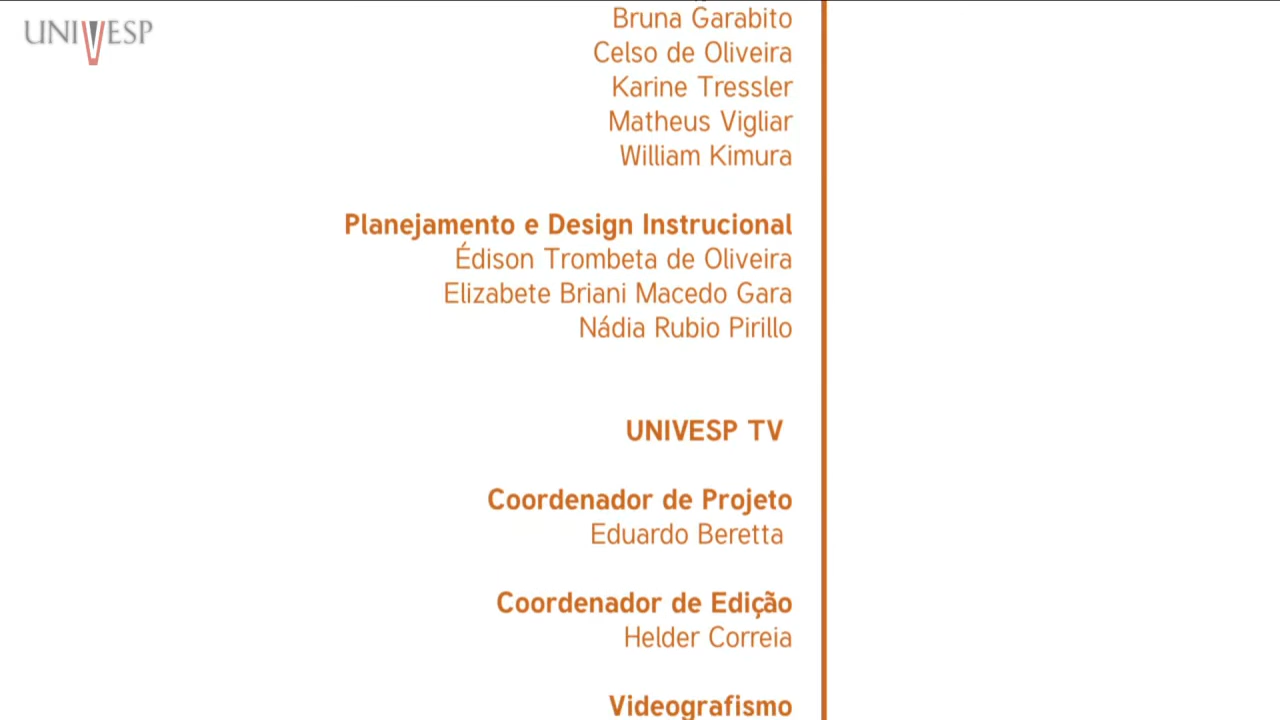 UNIVESP
Bruna Garabito
Celso de Oliveira
Karine Tressler
Matheus Vigliar
William Kimura
Planejamento e Design Instrucional
Édison Trombeta de Oliveira
Elizabete Briani Macedo Gara
Nádia Rubio Pirillo
UNIVESP TV
Coordenador de Projeto
Eduardo Beretta
Coordenador de Edição
Helder Correia
Videografismo